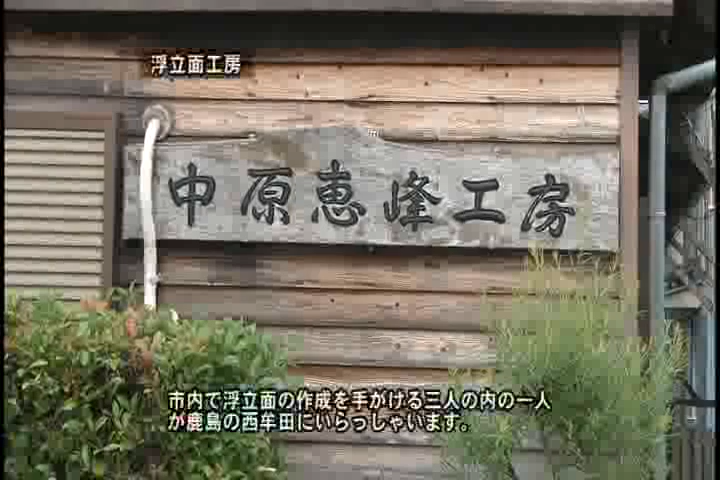 浮立面工房
中原恵峰工房
市内で浮立面の作成を手がける三人の内の一人
が鹿島の西牟田にいらっしゃいます。